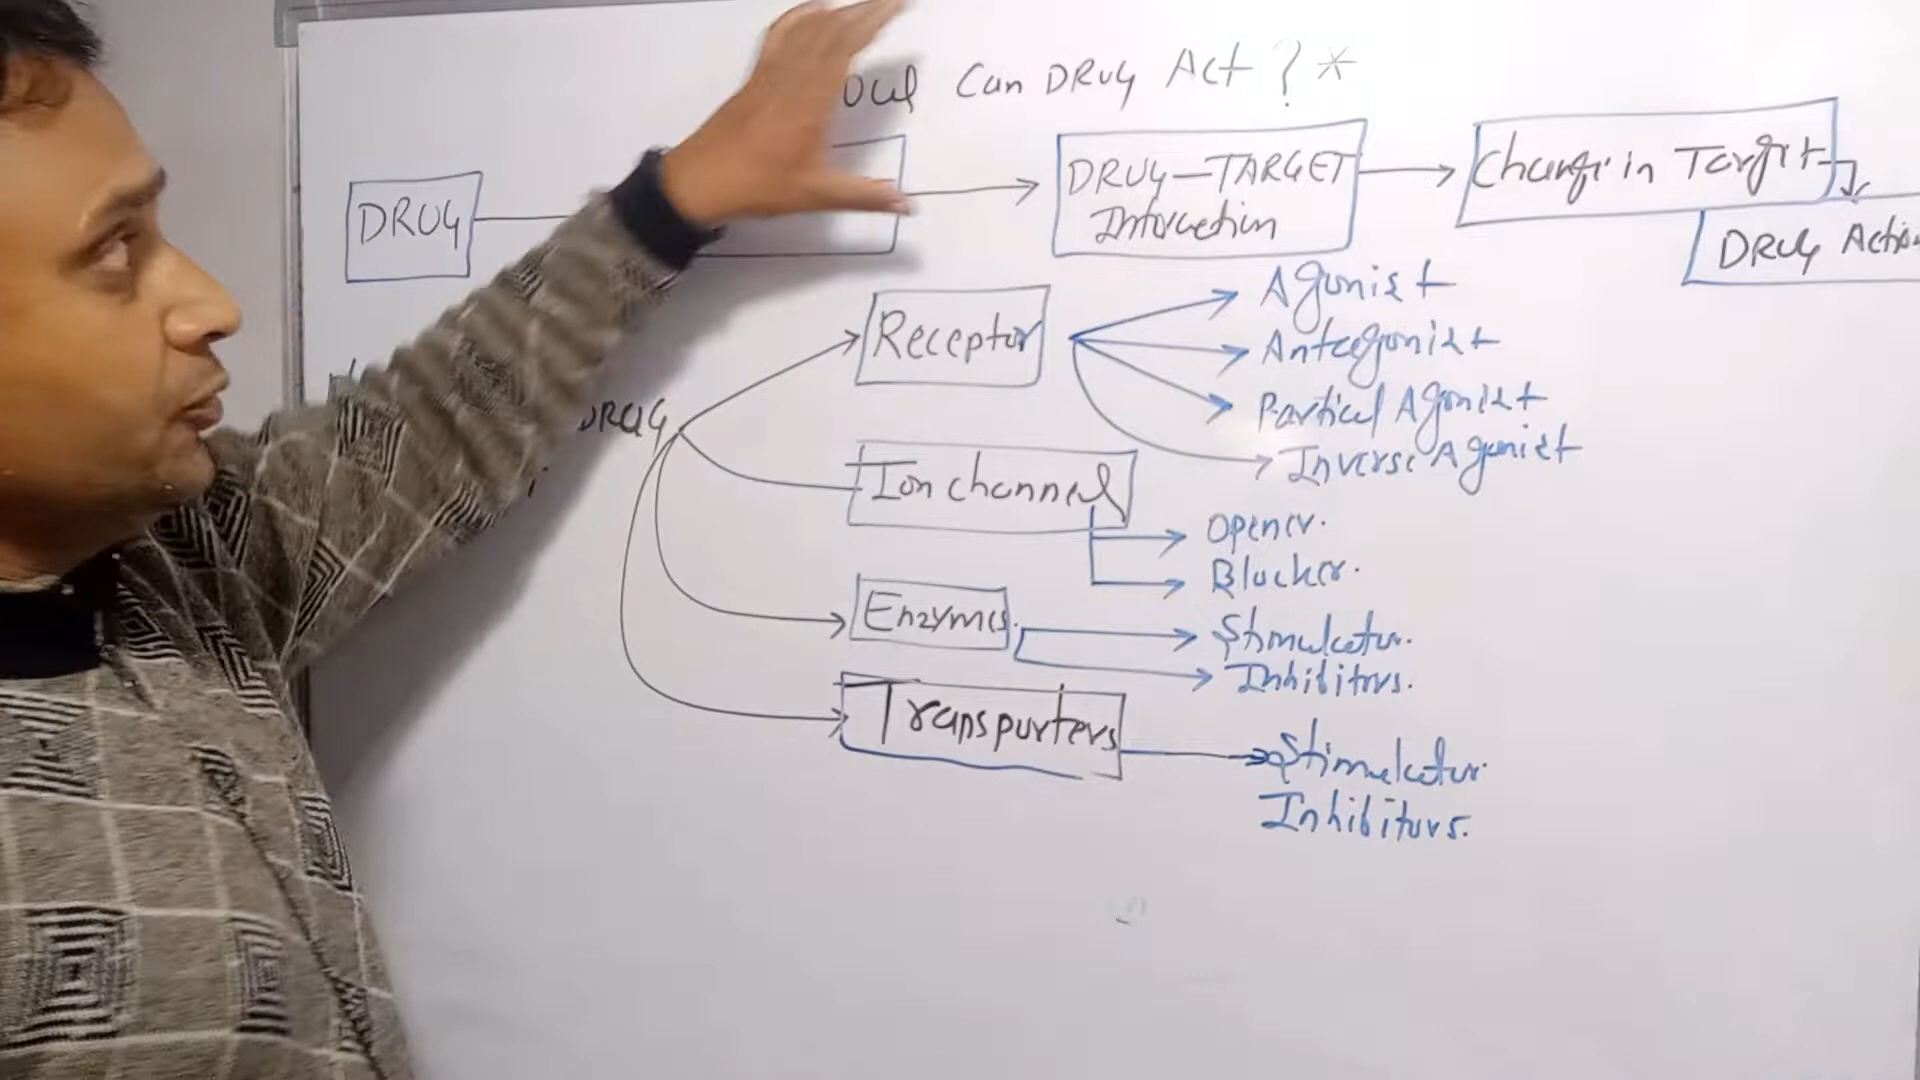 Can DRUG Act ? *
DRUG
DRUG-TARGET
Interaction
Change in Target
DRUG Actio
Receptor
Agonist
Antagonist
Partial Agonist
Inverse Agonist
DRUG
Ion channel
Opener.
Blocker.
Enzymes.
Stimulator.
Inhibitors.
Transporters
Stimulator.
Inhibitors.